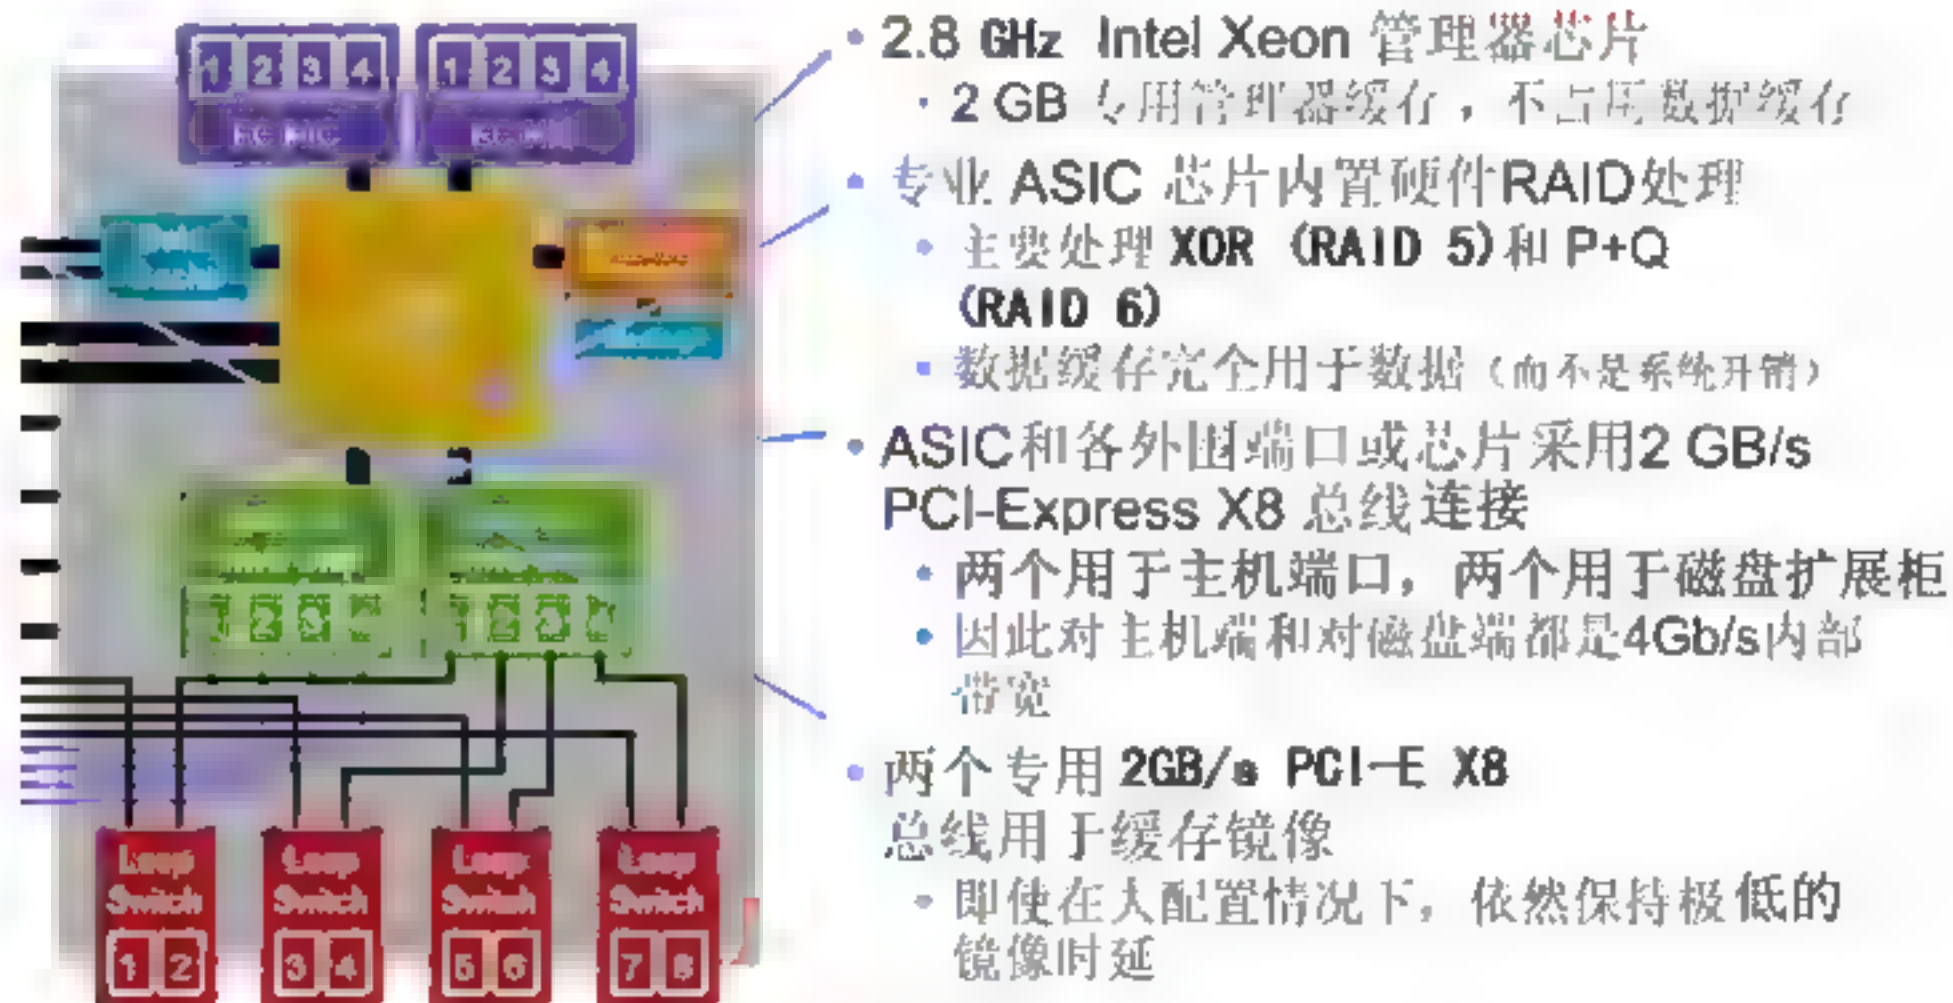 1 2 3 4
1 2 3 4
• 2.8 GHz Intel Xeon 管理器芯片
• 2 GB 专用管理器缓存，不占用数据缓存
• 专业 ASIC 芯片内置硬件RAID处理
• 主要处理 XOR (RAID 5)和 P+Q
(RAID 6)
• 数据缓存完全用于数据（而不是系统开销）
• ASIC和各外围端口或芯片采用2 GB/s
PCI-Express X8 总线连接
• 两个用于主机端口，两个用于磁盘扩展柜
• 因此对主机端和对磁盘端都是4Gb/s内部
带宽
• 两个专用 2GB/s PCI-E X8
总线用于缓存镜像
• 即使在大配置情况下，依然保持极低的
镜像时延
1 2 3
1 2 3
Loop Switch
1 2
Loop Switch
3 4
Loop Switch
5 6
Loop Switch
7 8